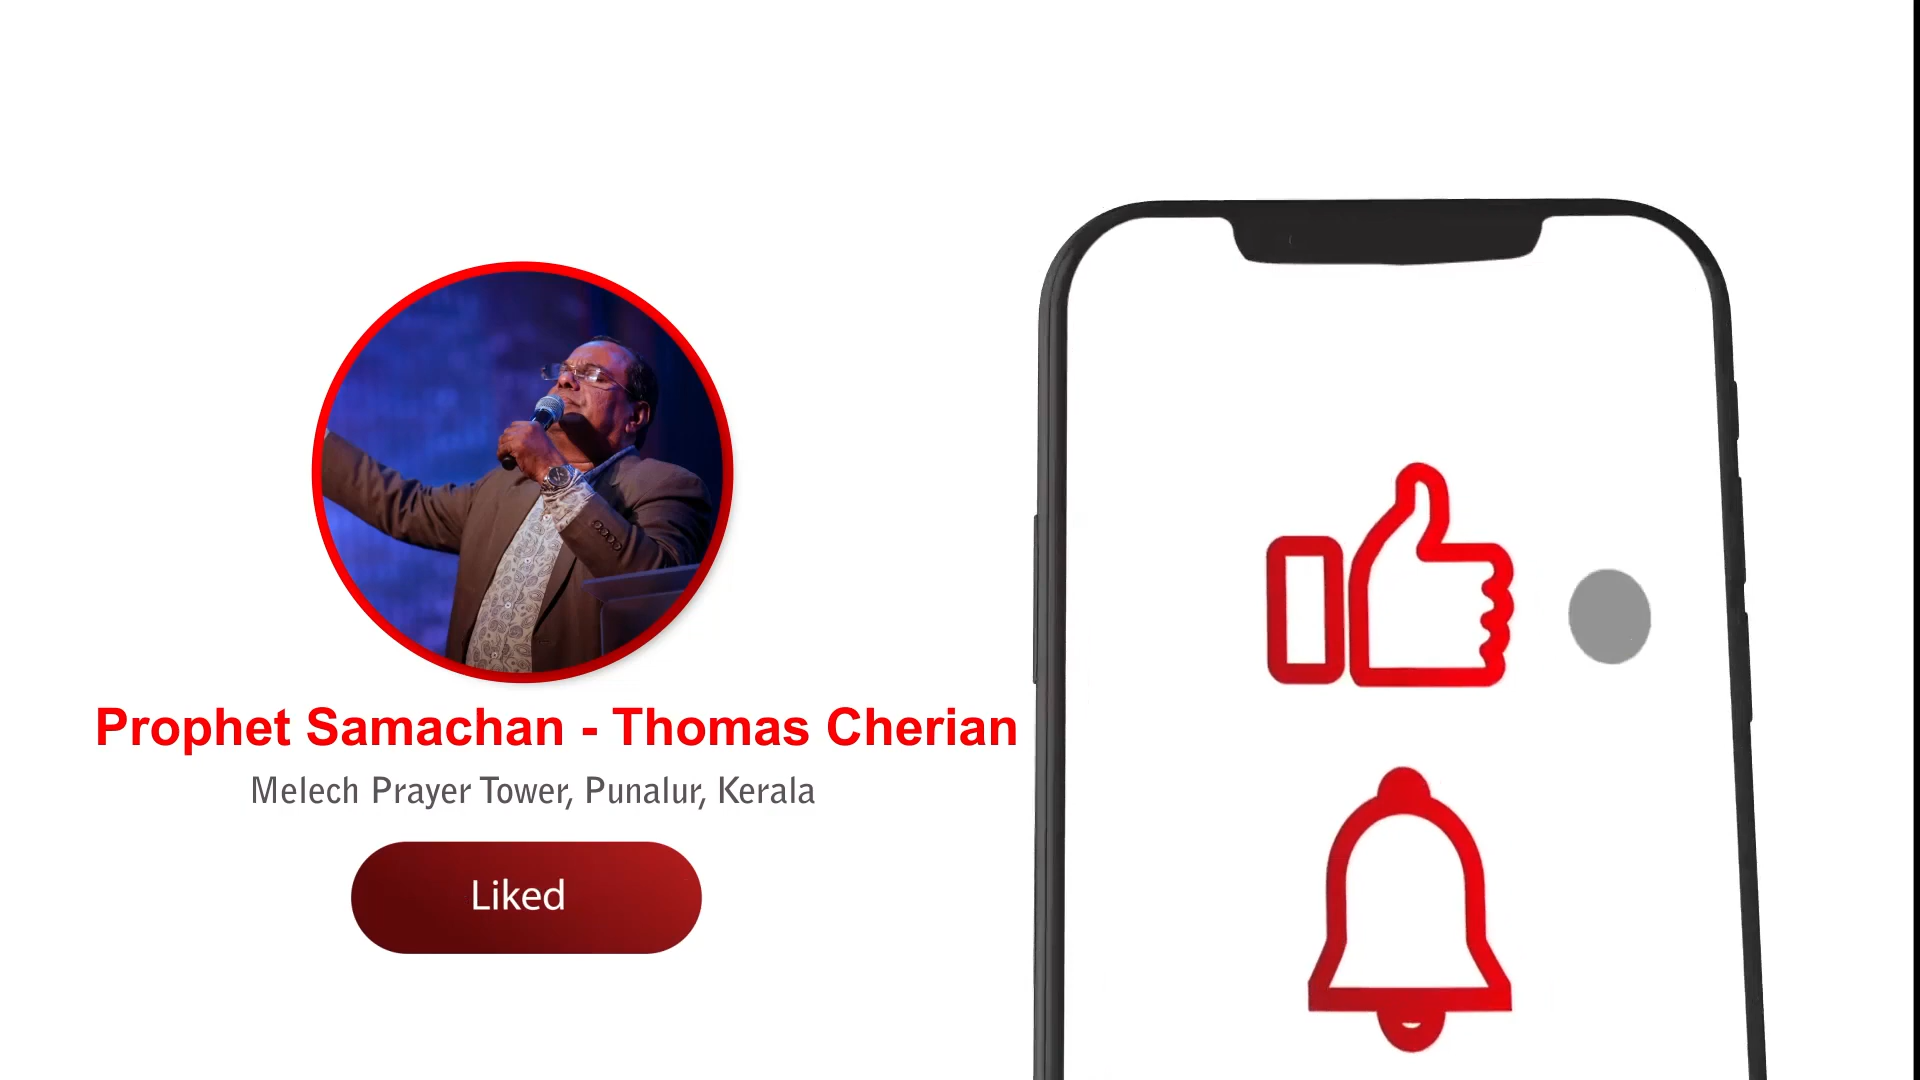 Prophet Samachan - Thomas Cherian
Melech Prayer Tower, Punalur, Kerala
Liked